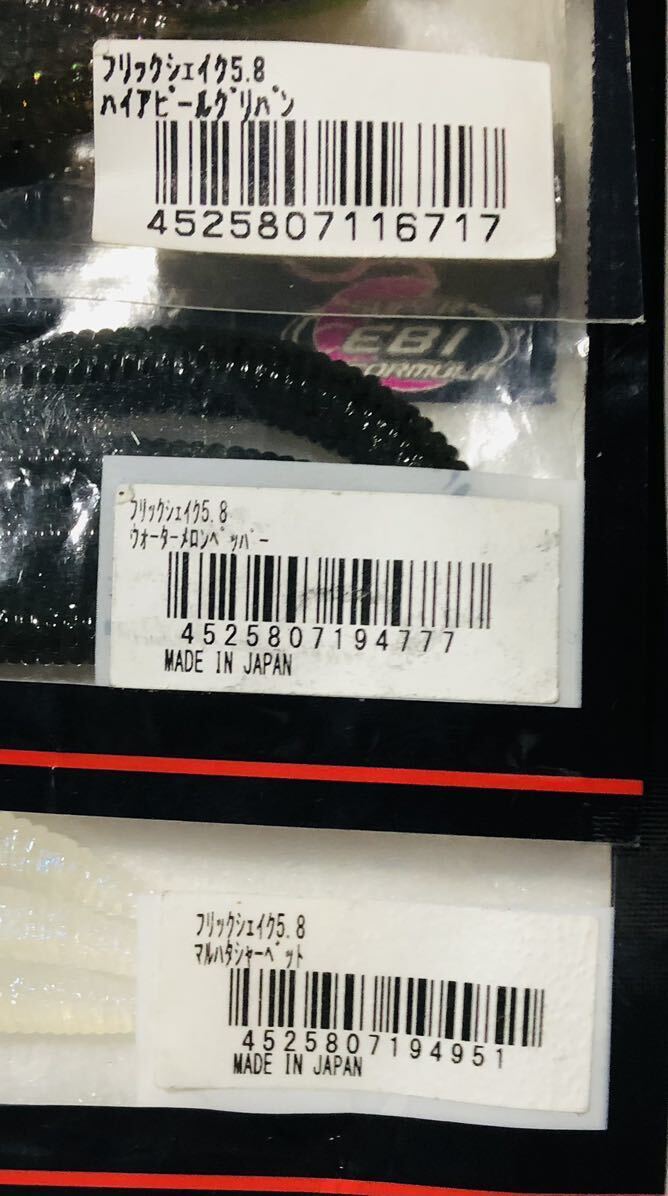 ﾌﾘｯｸｼｪｲｸ5.8
ﾊｲｱﾋﾟｰﾙｸﾞﾘﾊﾟﾝ
4525807116717
EBI
FORMULA
ﾌﾘｯｸｼｪｲｸ5.8
ｳｫｰﾀｰﾒﾛﾝﾍﾟｯﾊﾟｰ
4525807194777
MADE IN JAPAN
ﾌﾘｯｸｼｪｲｸ5.8
ﾏﾙﾊﾀｼｬｰﾍﾞｯﾄ
4525807194951
MADE IN JAPAN